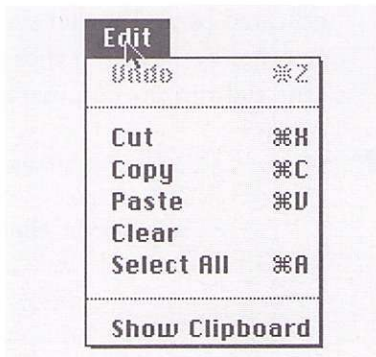 Edit
Undo ⌘Z
Cut ⌘X
Copy ⌘C
Paste ⌘V
Clear
Select All ⌘A
Show Clipboard